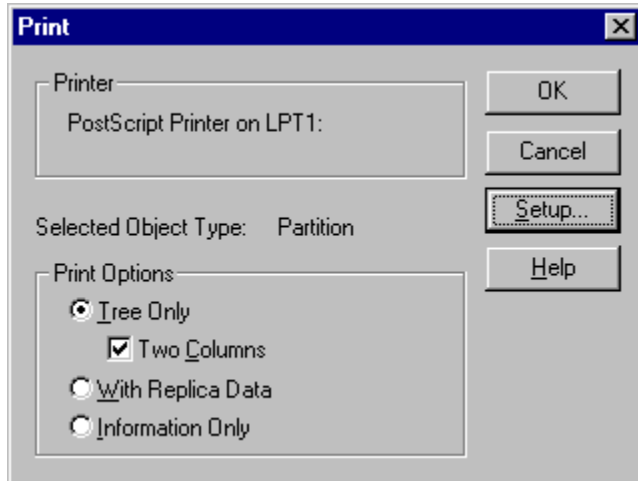 Print
Printer
PostScript Printer on LPT1:
OK
Cancel
Selected Object Type: Partition
Setup...
Help
Print Options
Tree Only
Two Columns
With Replica Data
Information Only